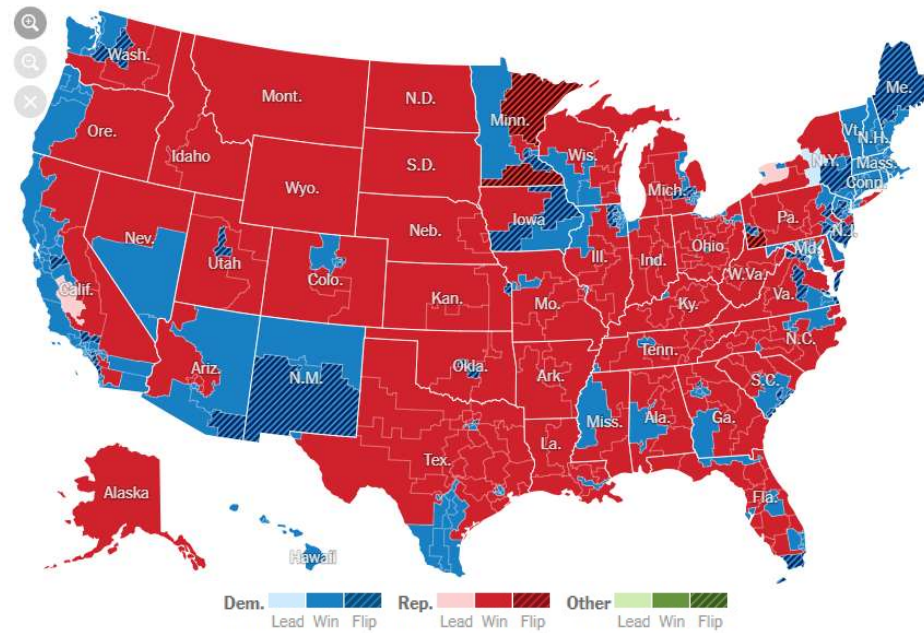 Wash.
Mont.
N.D.
Minn.
Me.
Ore.
Idaho
S.D.
Wis.
Vt.
N.H.
N.Y.
Mass.
Conn.
Wyo.
Mich.
Iowa
Pa.
N.J.
Nev.
Neb.
Utah
Colo.
Ill.
Ind.
Ohio
Md.
W.Va.
Va.
Calif.
Kan.
Mo.
Ky.
N.C.
Tenn.
Ariz.
N.M.
Okla.
Ark.
S.C.
Miss.
Ala.
Ga.
Tex.
La.
Fla.
Alaska
Hawaii
Dem. Rep. Other
Lead Win Flip Lead Win Flip Lead Win Flip